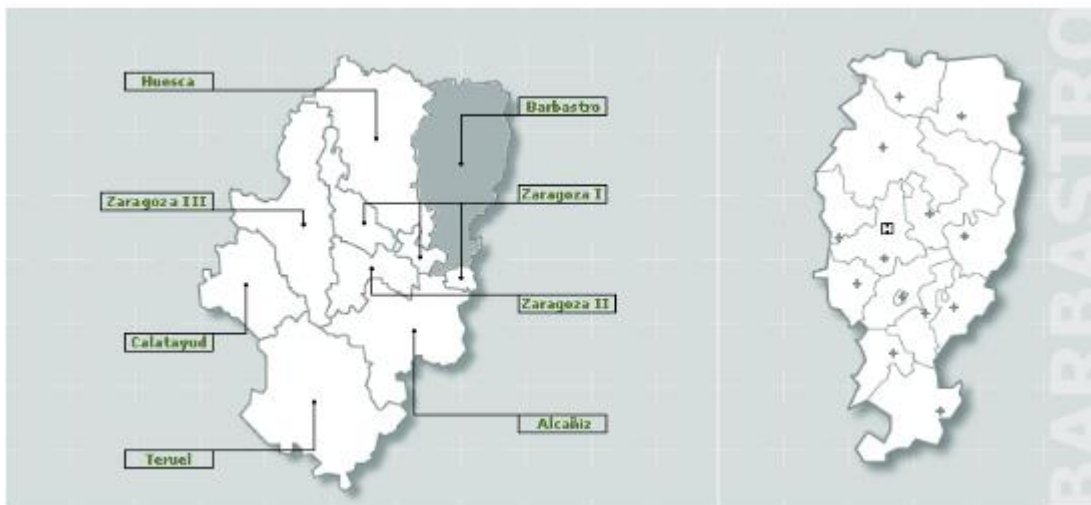 Huesca
Barbastro
Zaragoza III
Zaragoza I
Zaragoza II
Calatayud
Alcañiz
Teruel
H
BARBASTRO